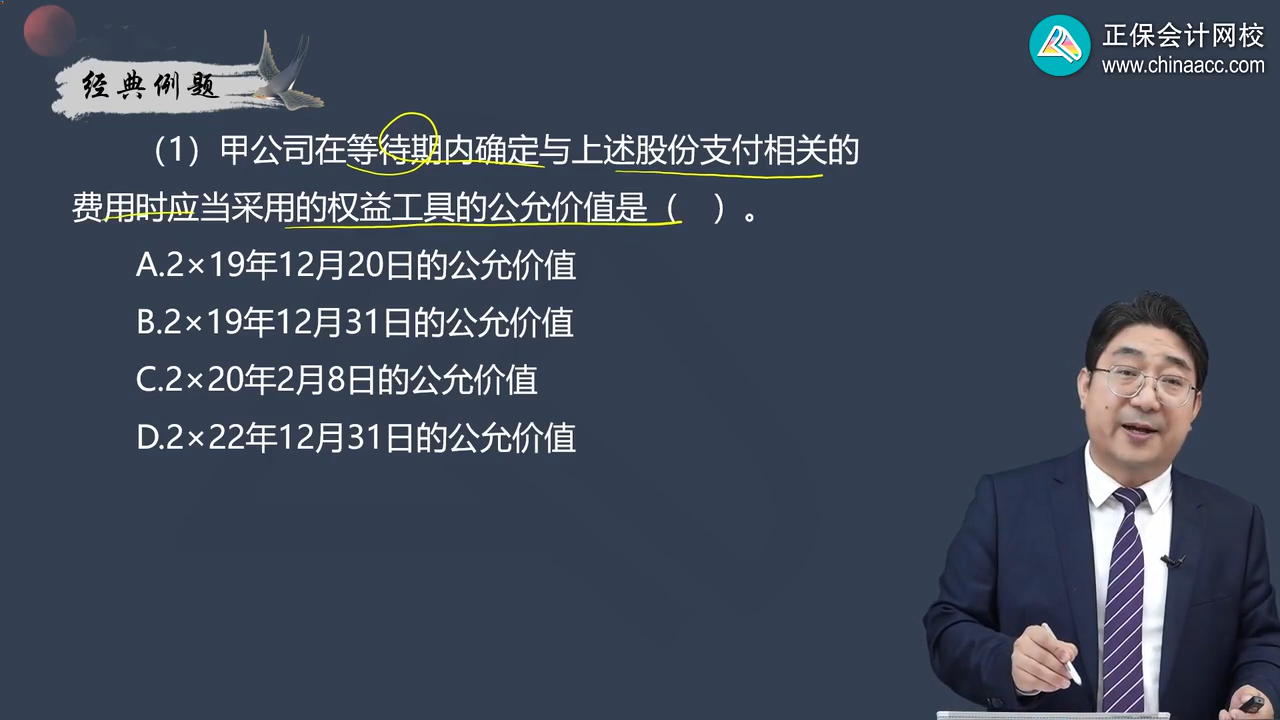 正保会计网校
www.chinaacc.com
经典例题
（1）甲公司在等待期内确定与上述股份支付相关的
费用时应当采用的权益工具的公允价值是（　）。
A.2×19年12月20日的公允价值
B.2×19年12月31日的公允价值
C.2×20年2月8日的公允价值
D.2×22年12月31日的公允价值